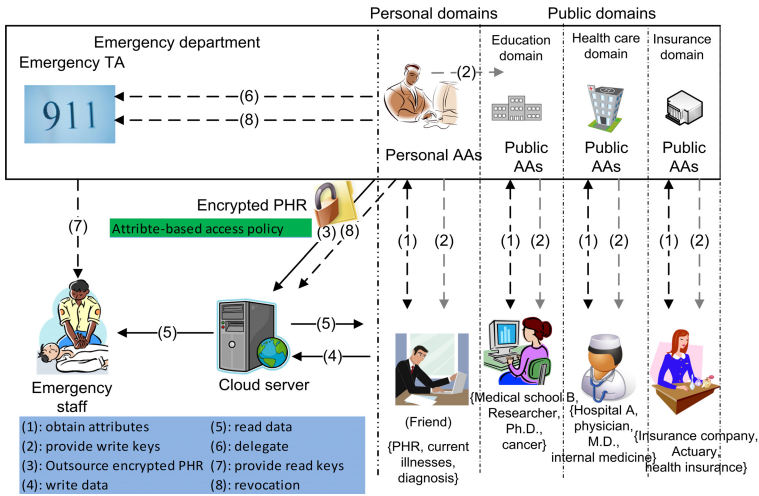 Personal domains
Public domains
Emergency department
Emergency TA
911
(6)
(8)
(2)
Personal AAs
Education
domain
Public
AAs
Health care
domain
Public
AAs
Insurance
domain
Public
AAs
(7)
Encrypted PHR
Attribte-based access policy
(3)
(8)
(1)
(2)
(1)
(2)
(1)
(2)
(1)
(2)
(5)
(5)
(4)
Emergency
staff
Cloud server
(Friend)
{PHR, current
illnesses,
diagnosis}
{Medical school B,
Researcher,
Ph.D.,
cancer}
{Hospital A,
physician,
M.D.,
internal medicine}
{Insurance company,
Actuary,
health insurance}
(1): obtain attributes
(2): provide write keys
(3): Outsource encrypted PHR
(4): write data
(5): read data
(6): delegate
(7): provide read keys
(8): revocation